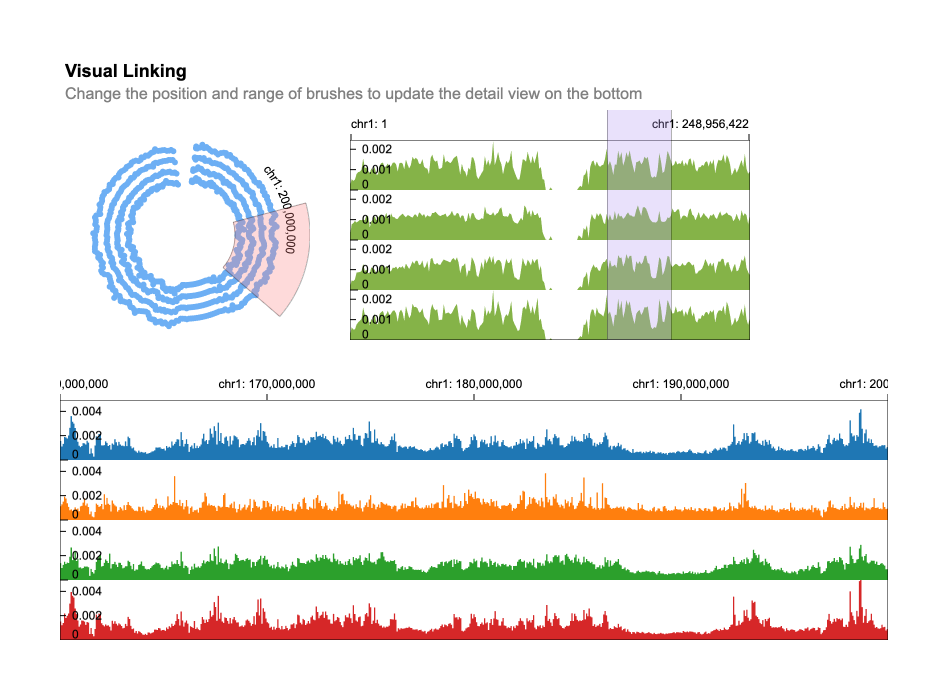 Visual Linking
Change the position and range of brushes to update the detail view on the bottom
chr1: 200,000,000
chr1: 1
chr1: 248,956,422
0.002
0.001
0
0.002
0.001
0
0.002
0.001
0
0.002
0.001
0
0,000,000
chr1: 170,000,000
chr1: 180,000,000
chr1: 190,000,000
chr1: 200
0.004
0.002
0
0.004
0.002
0
0.004
0.002
0
0.004
0.002
0